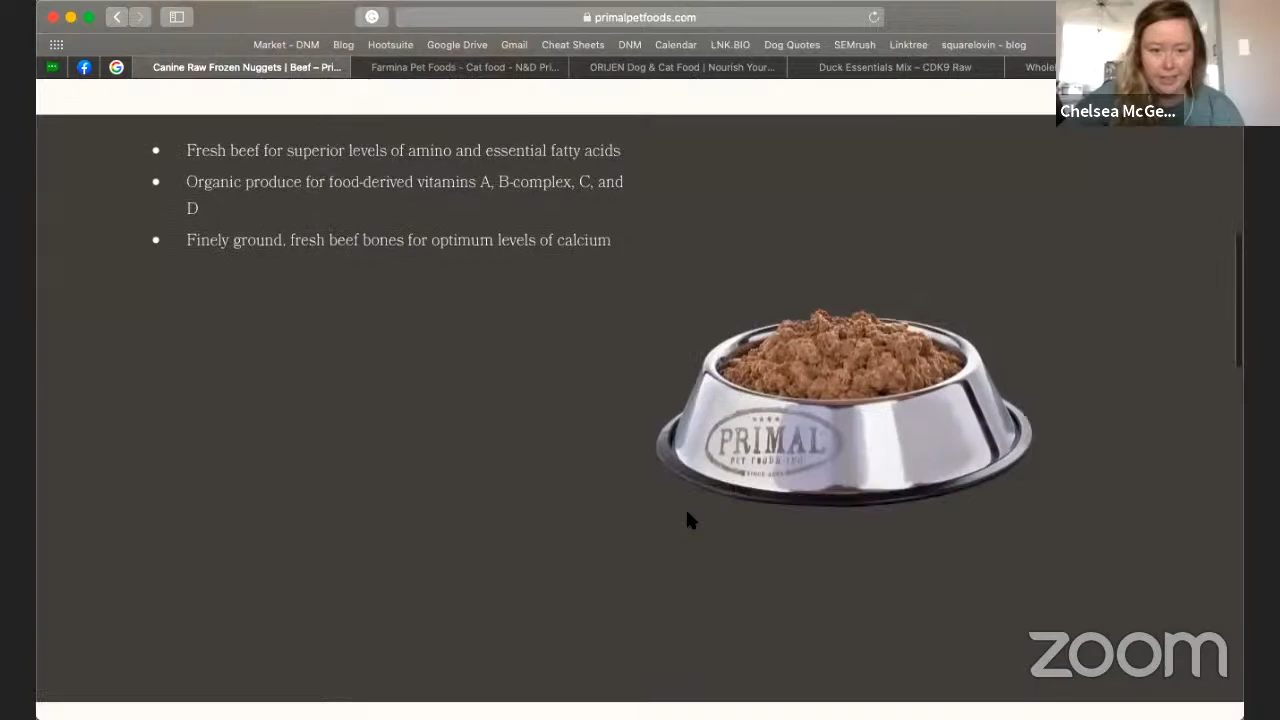 primalpetfoods.com
Market - DNM Blog Hootsuite Google Drive Gmail Cheat Sheets DNM Calendar LNK.BIO Dog Quotes SEMrush Linktree squarelovin - blog
Canine Raw Frozen Nuggets | Beef – Pri... Farmina Pet Foods - Cat food - N&D Pri... ORIJEN Dog & Cat Food | Nourish Your... Duck Essentials Mix – CDK9 Raw Whole
Chelsea McGe...
• Fresh beef for superior levels of amino and essential fatty acids
• Organic produce for food-derived vitamins A, B-complex, C, and
D
• Finely ground, fresh beef bones for optimum levels of calcium
PRIMAL
PET FOODS INC
SINCE
zoom